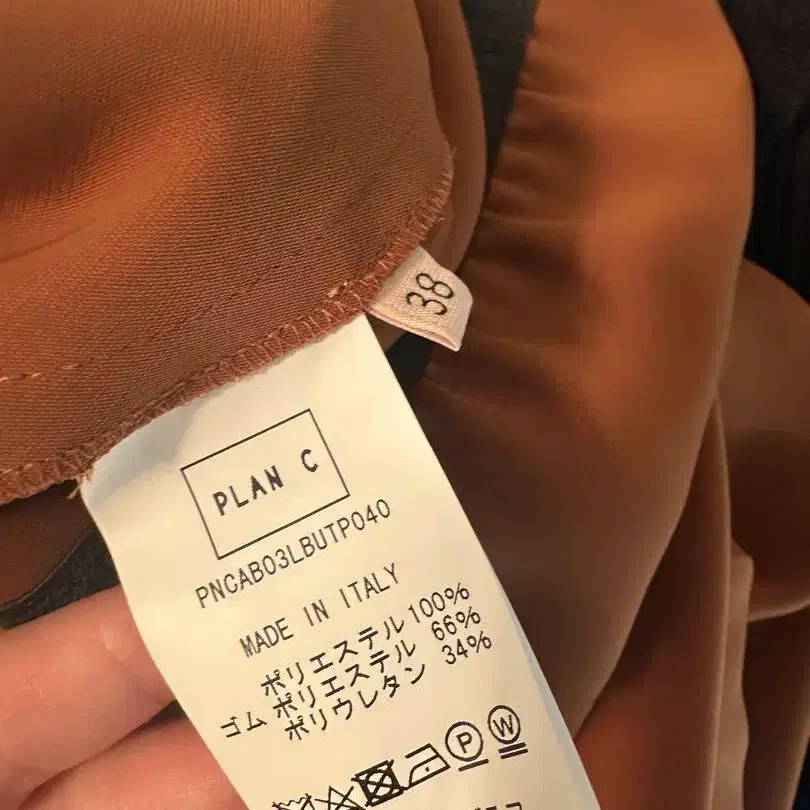 38
PLAN C
PNCAB03LBUTP040
MADE IN ITALY
ポリエステル 100%
ゴム ポリエステル 66%
ポリウレタン 34%
P W